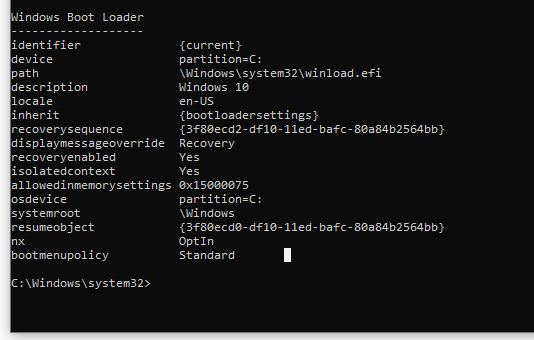 Windows Boot Loader
-------------------
identifier              {current}
device                  partition=C:
path                    \Windows\system32\winload.efi
description             Windows 10
locale                  en-US
inherit                 {bootloadersettings}
recoverysequence        {3f80ecd2-df10-11ed-bafc-80a84b2564bb}
displaymessageoverride  Recovery
recoveryenabled         Yes
isolatedcontext         Yes
allowedinmemorysettings 0x15000075
osdevice                partition=C:
systemroot              \Windows
resumeobject            {3f80ecd0-df10-11ed-bafc-80a84b2564bb}
nx                      OptIn
bootmenupolicy          Standard
C:\Windows\system32>